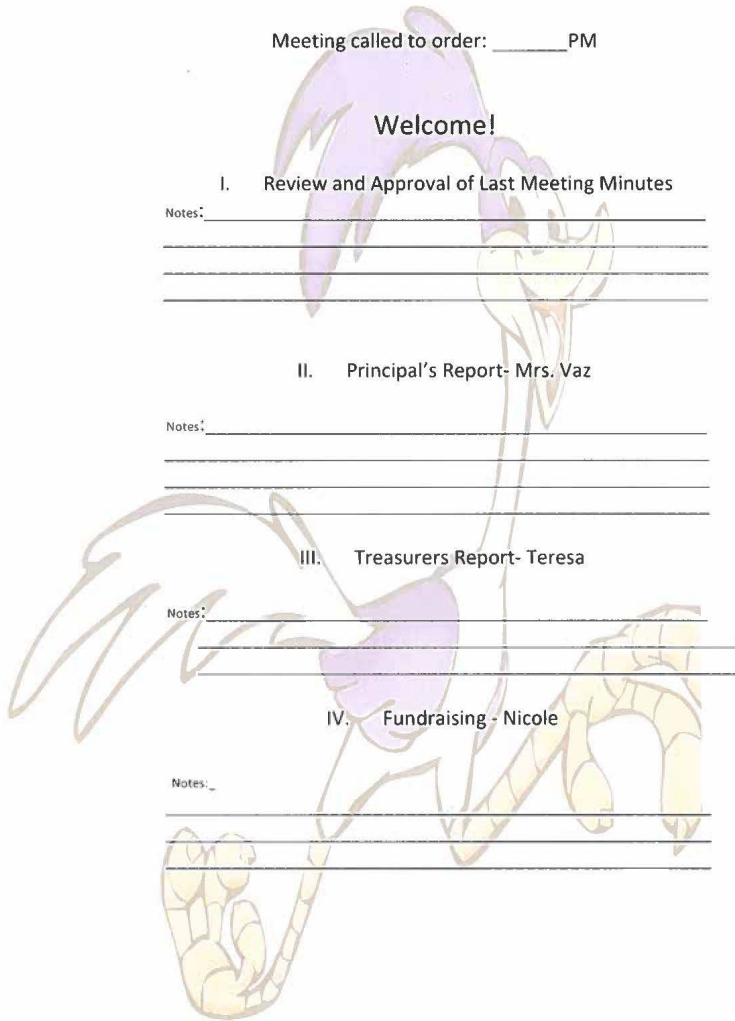 Meeting called to order: _______PM
Welcome!
I. Review and Approval of Last Meeting Minutes
Notes:
II. Principal's Report- Mrs. Vaz
Notes:
III. Treasurers Report- Teresa
Notes:
IV. Fundraising - Nicole
Notes:_